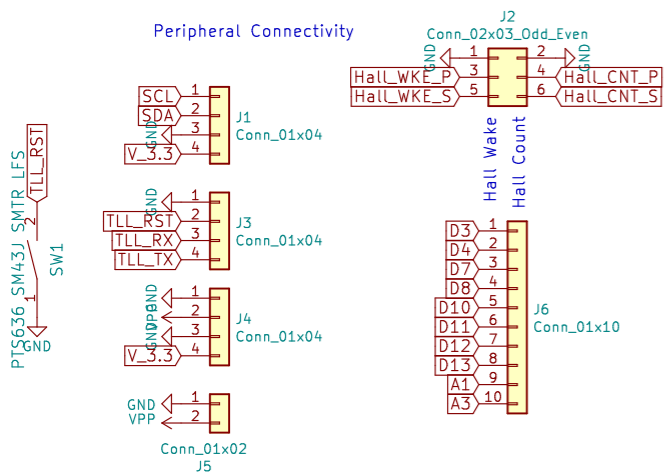 Peripheral Connectivity
J2
Conn_02x03_Odd_Even
GND 1 2 GND
Hall_WKE_P 3 4 Hall_CNT_P
Hall_WKE_S 5 6 Hall_CNT_S
Hall Wake
Hall Count
SCL 1
SDA 2
GND 3
V_3.3 4
J1
Conn_01x04
TLL_RST
2
1
GND
SW1
PTS636 SM43J SMTR LFS
GND 1
TLL_RST 2
TLL_RX 3
TLL_TX 4
J3
Conn_01x04
GND 1
VPP 2
GND 3
V_3.3 4
J4
Conn_01x04
GND 1
VPP 2
Conn_01x02
J5
D3 1
D4 2
D7 3
D8 4
D10 5
D11 6
D12 7
D13 8
A1 9
A3 10
J6
Conn_01x10